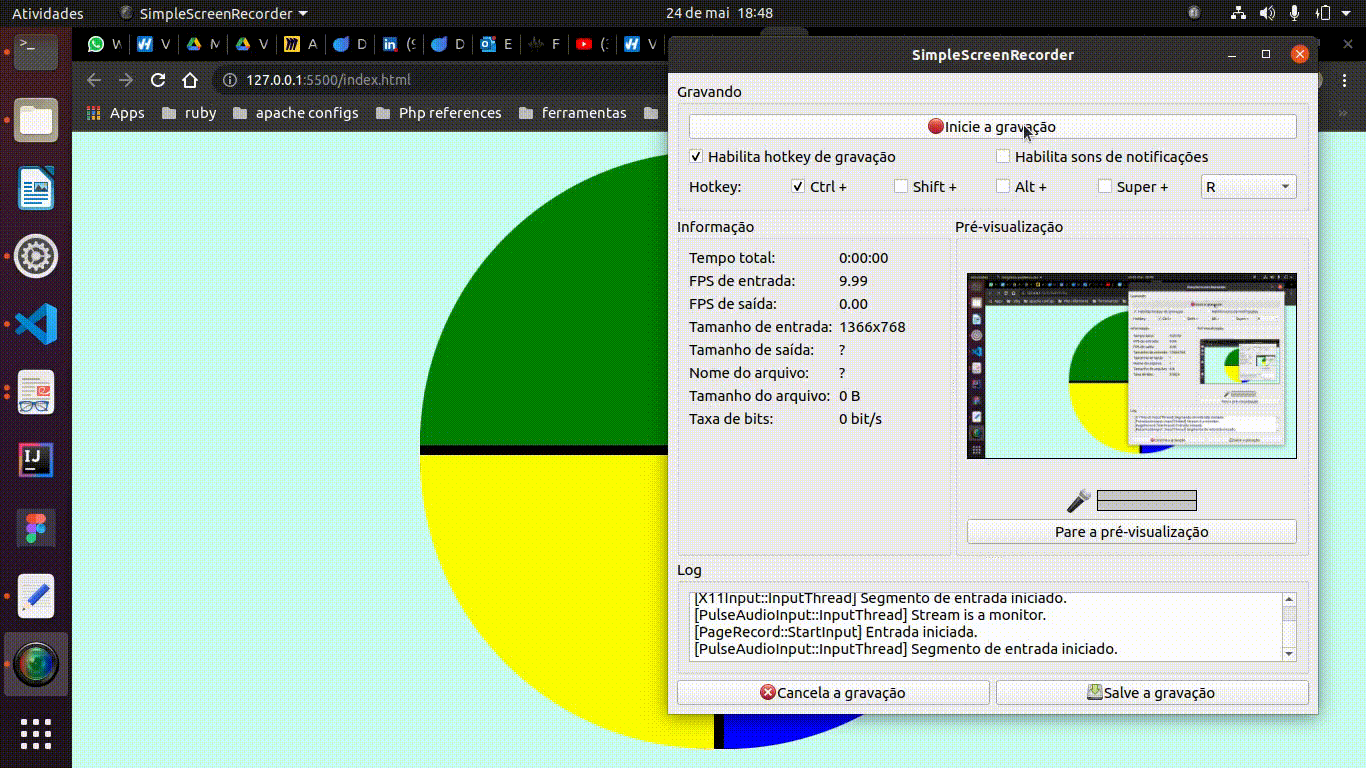 Atividades
SimpleScreenRecorder
24 de mai 18:48
W
V
M
V
A
D
(9
D
E
F
(
V
SimpleScreenRecorder
127.0.0.1:5500/index.html
Apps
ruby
apache configs
Php references
ferramentas
Gravando
Inicie a gravação
Habilita hotkey de gravação
Habilita sons de notificações
Hotkey:
Ctrl +
Shift +
Alt +
Super +
R
Informação
Tempo total: 0:00:00
FPS de entrada: 9.99
FPS de saída: 0.00
Tamanho de entrada: 1366x768
Tamanho de saída: ?
Nome do arquivo: ?
Tamanho do arquivo: 0 B
Taxa de bits: 0 bit/s
Pré-visualização
Pare a pré-visualização
Log
[X11Input::InputThread] Segmento de entrada iniciado.
[PulseAudioInput::InputThread] Stream is a monitor.
[PageRecord::StartInput] Entrada iniciada.
[PulseAudioInput::InputThread] Segmento de entrada iniciado.
Cancela a gravação
Salve a gravação